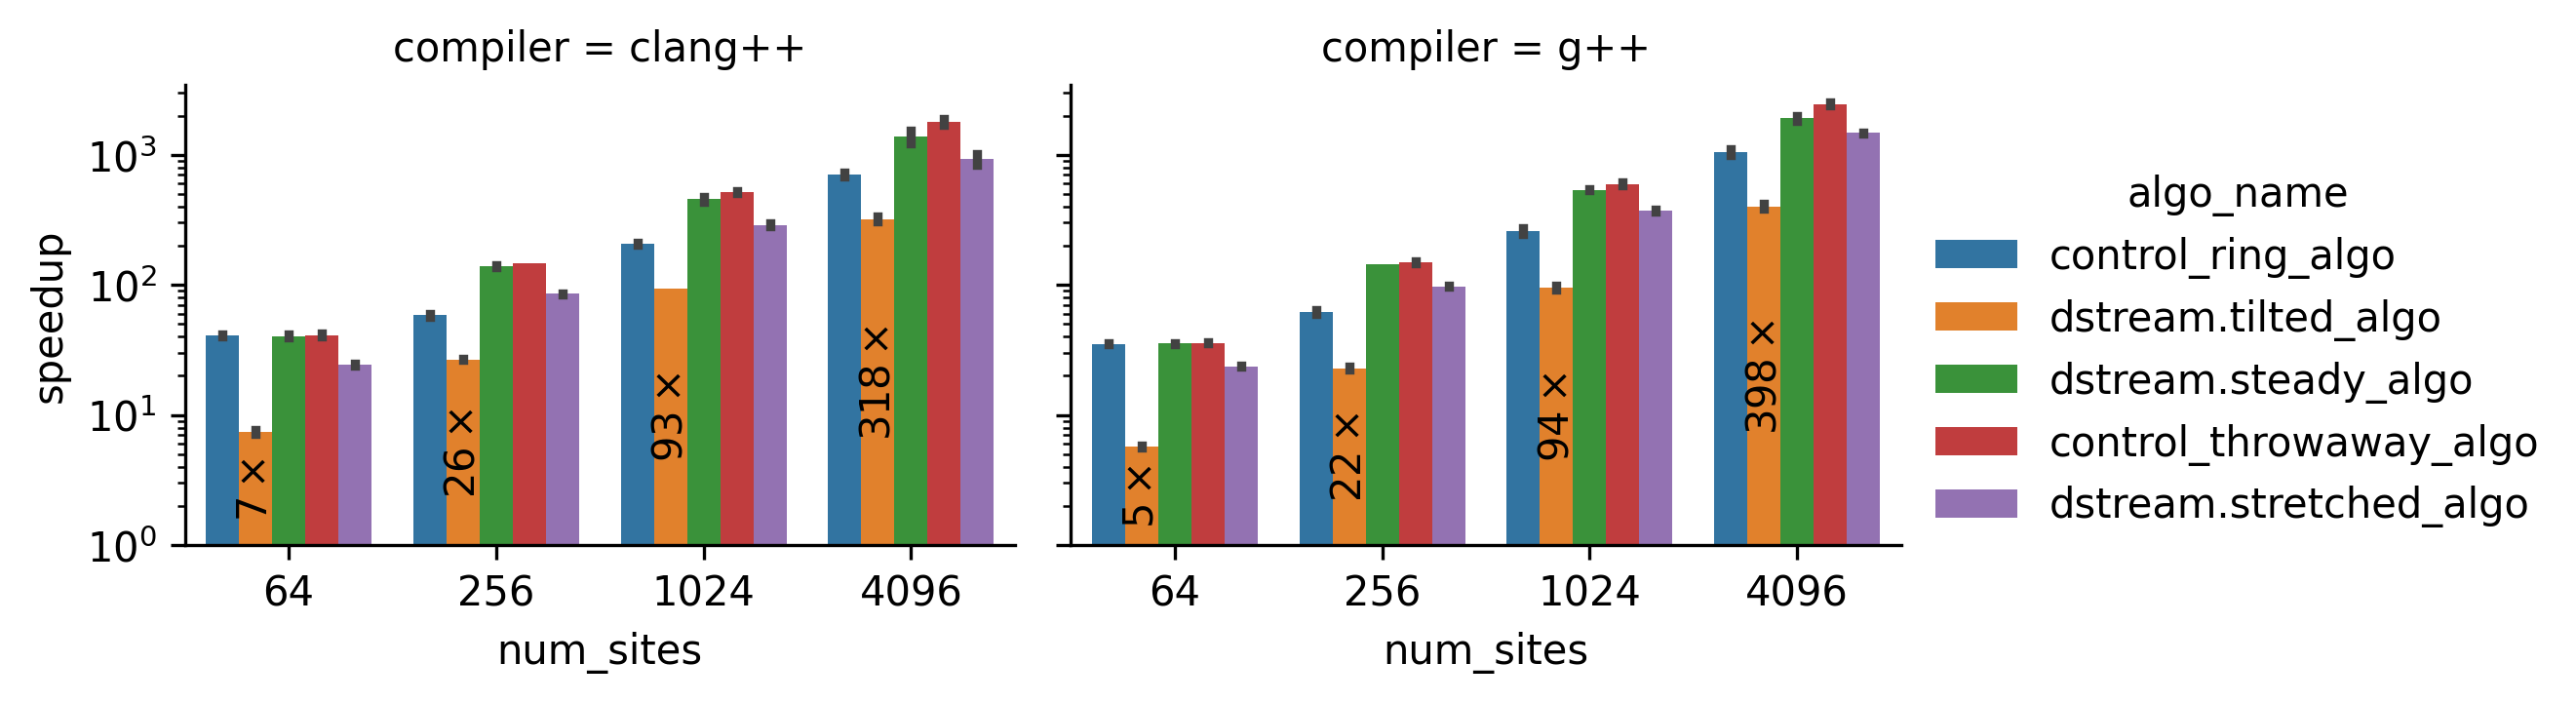 compiler = clang++
compiler = g++
speedup
10³
10²
10¹
10⁰
7×
26×
93×
318×
5×
22×
94×
398×
64
256
1024
4096
64
256
1024
4096
num_sites
num_sites
algo_name
control_ring_algo
dstream.tilted_algo
dstream.steady_algo
control_throwaway_algo
dstream.stretched_algo